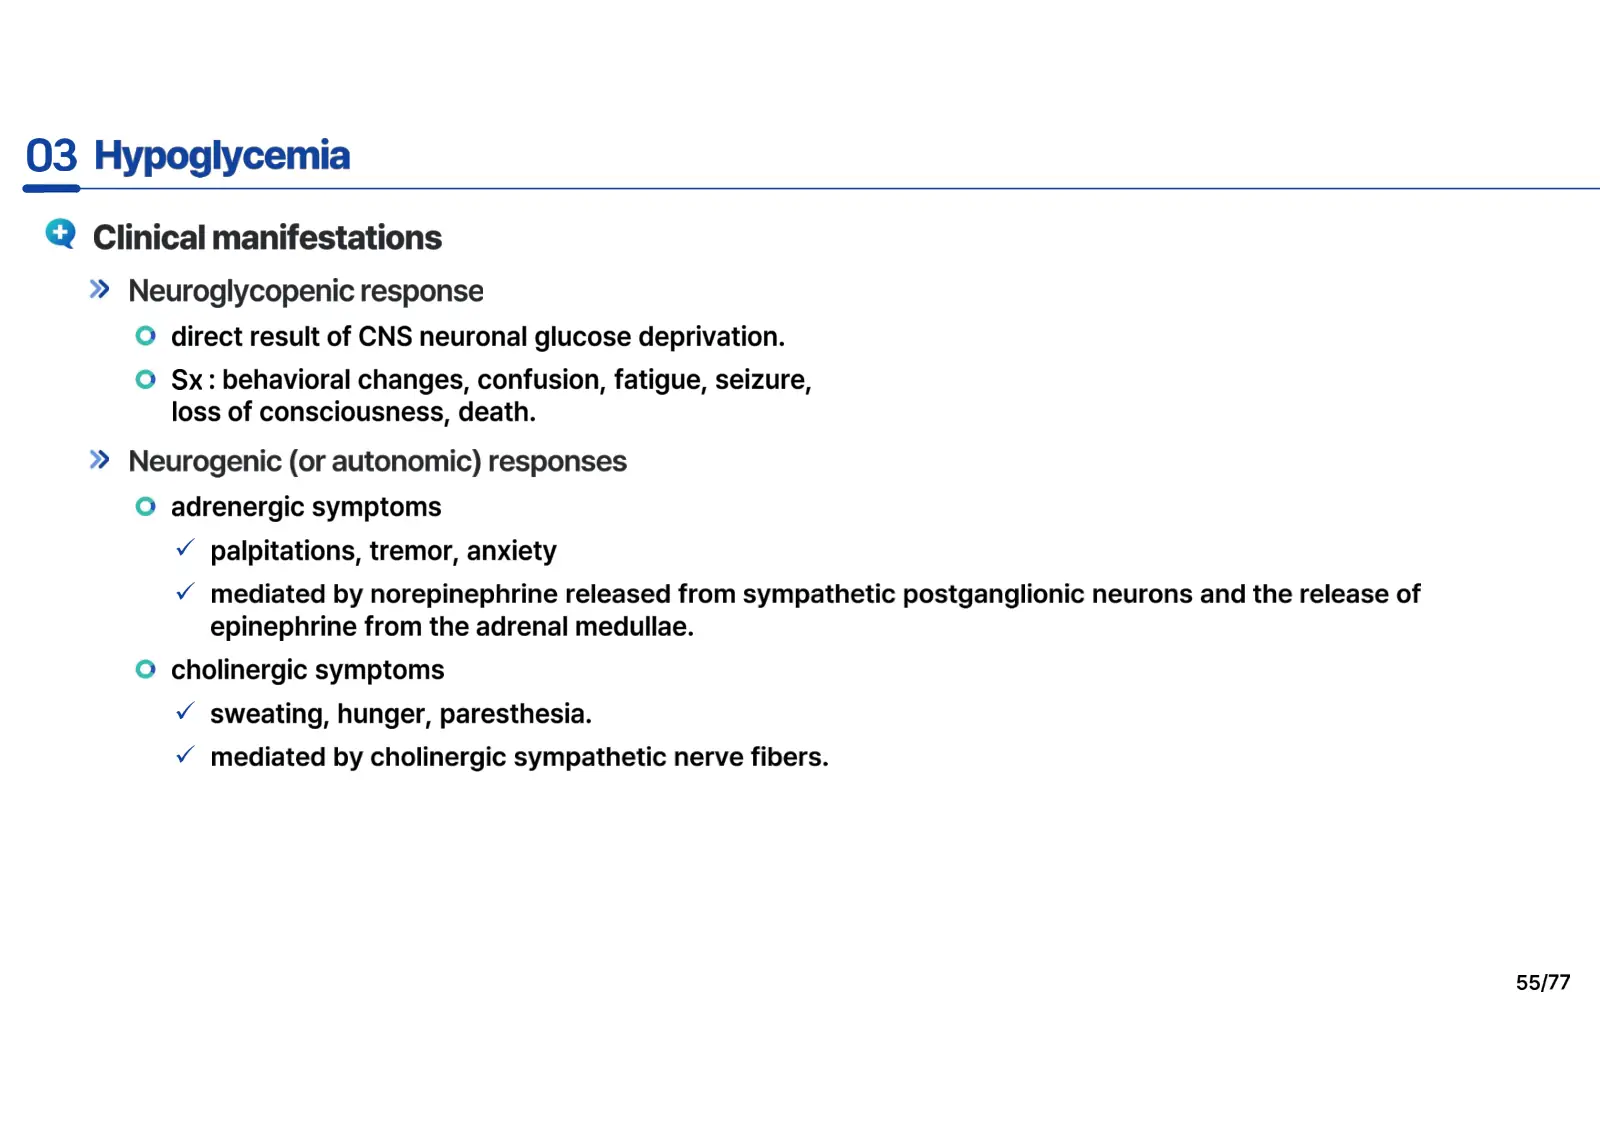 03 Hypoglycemia
Clinical manifestations
Neuroglycopenic response
direct result of CNS neuronal glucose deprivation.
Sx : behavioral changes, confusion, fatigue, seizure,
loss of consciousness, death.
Neurogenic (or autonomic) responses
adrenergic symptoms
palpitations, tremor, anxiety
mediated by norepinephrine released from sympathetic postganglionic neurons and the release of
epinephrine from the adrenal medullae.
cholinergic symptoms
sweating, hunger, paresthesia.
mediated by cholinergic sympathetic nerve fibers.
55/77